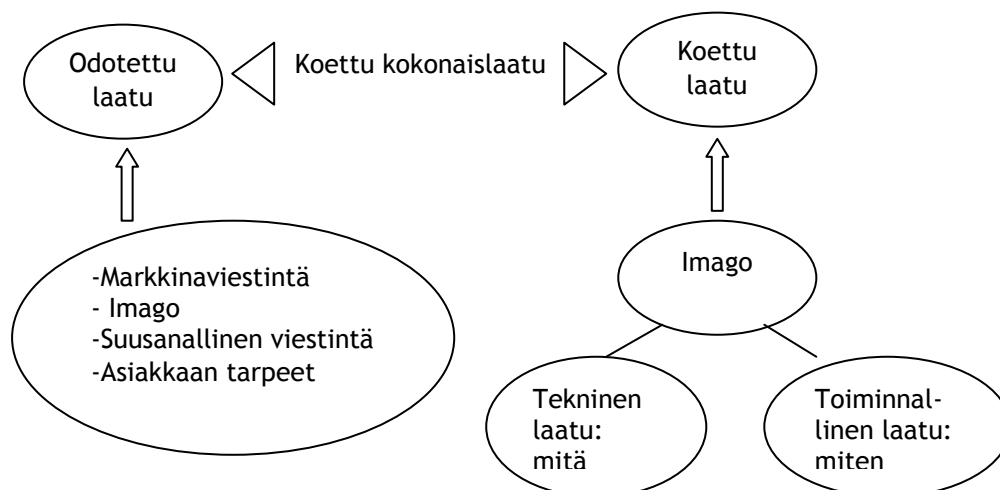 Odotettu
laatu
Koettu kokonaislaatu
Koettu
laatu
-Markkinaviestintä
- Imago
-Suusanallinen viestintä
-Asiakkaan tarpeet
Imago
Tekninen
laatu:
mitä
Toiminnal-
linen laatu:
miten